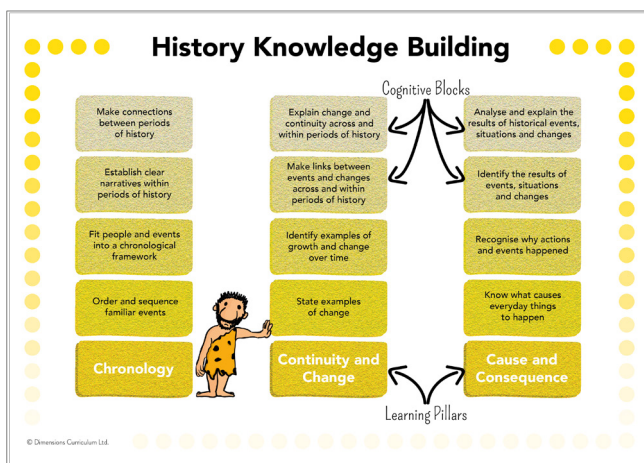 History Knowledge Building
Cognitive Blocks
Make connections
between periods
of history
Establish clear
narratives within
periods of history
Fit people and events
into a chronological
framework
Order and sequence
familiar events
Chronology
Explain change and
continuity across and
within periods of history
Make links between
events and changes
across and within
periods of history
Identify examples of
growth and change
over time
State examples
of change
Continuity and
Change
Analyse and explain the
results of historical events,
situations and changes
Identify the results of
events, situations
and changes
Recognise why actions
and events happened
Know what causes
everyday things
to happen
Cause and
Consequence
Learning Pillars
© Dimensions Curriculum Ltd.